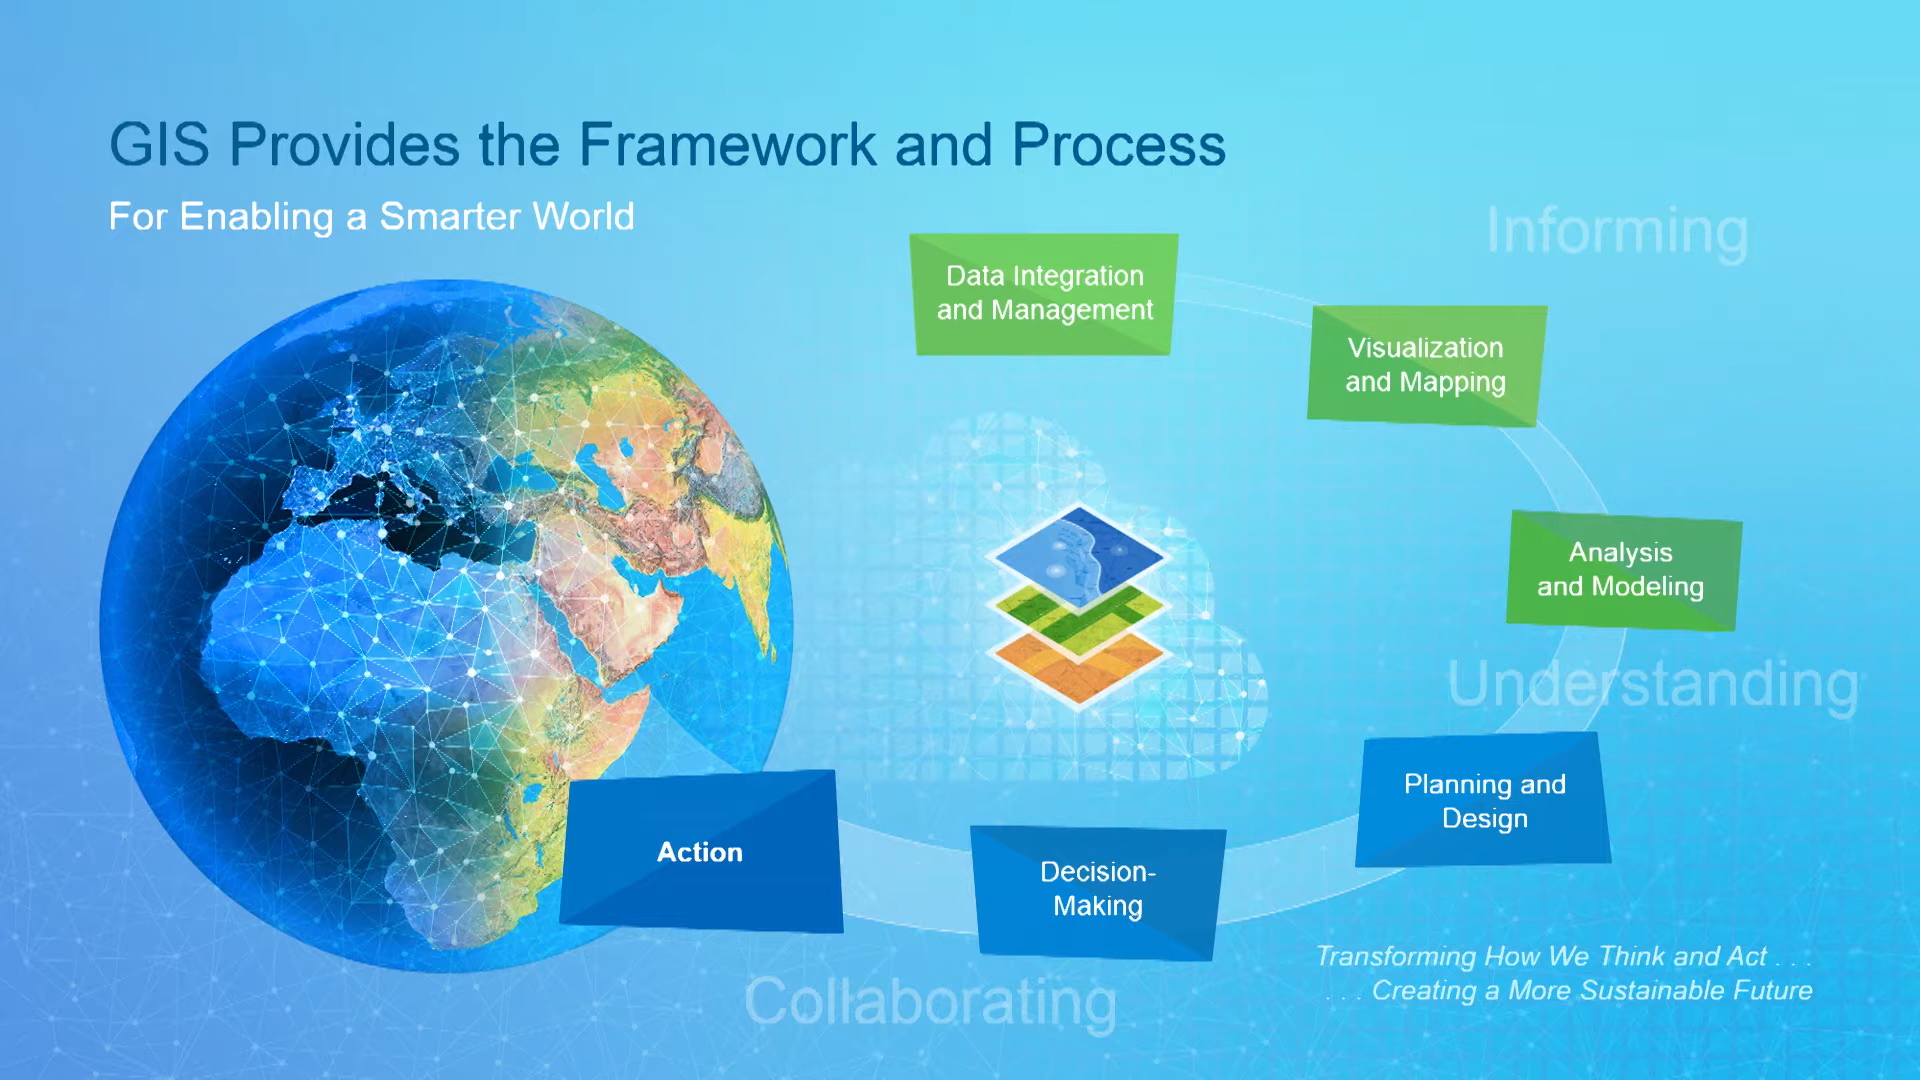 GIS Provides the Framework and Process
For Enabling a Smarter World
Informing
Data Integration
and Management
Visualization
and Mapping
Analysis
and Modeling
Understanding
Planning and
Design
Decision-
Making
Action
Collaborating
Transforming How We Think and Act . . .
. . . Creating a More Sustainable Future